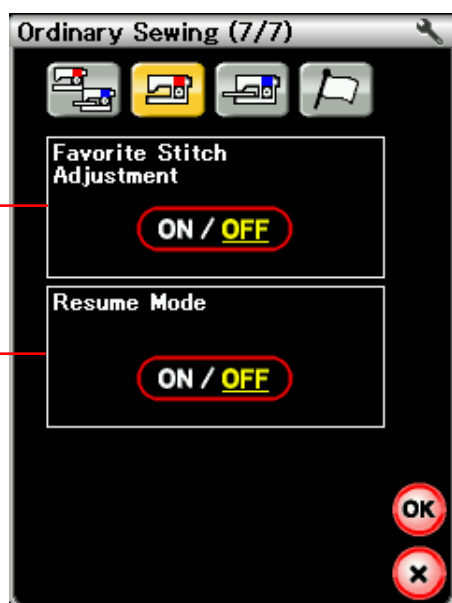 Ordinary Sewing (7/7)
Favorite Stitch
Adjustment
ON / OFF
Resume Mode
ON / OFF
OK
×